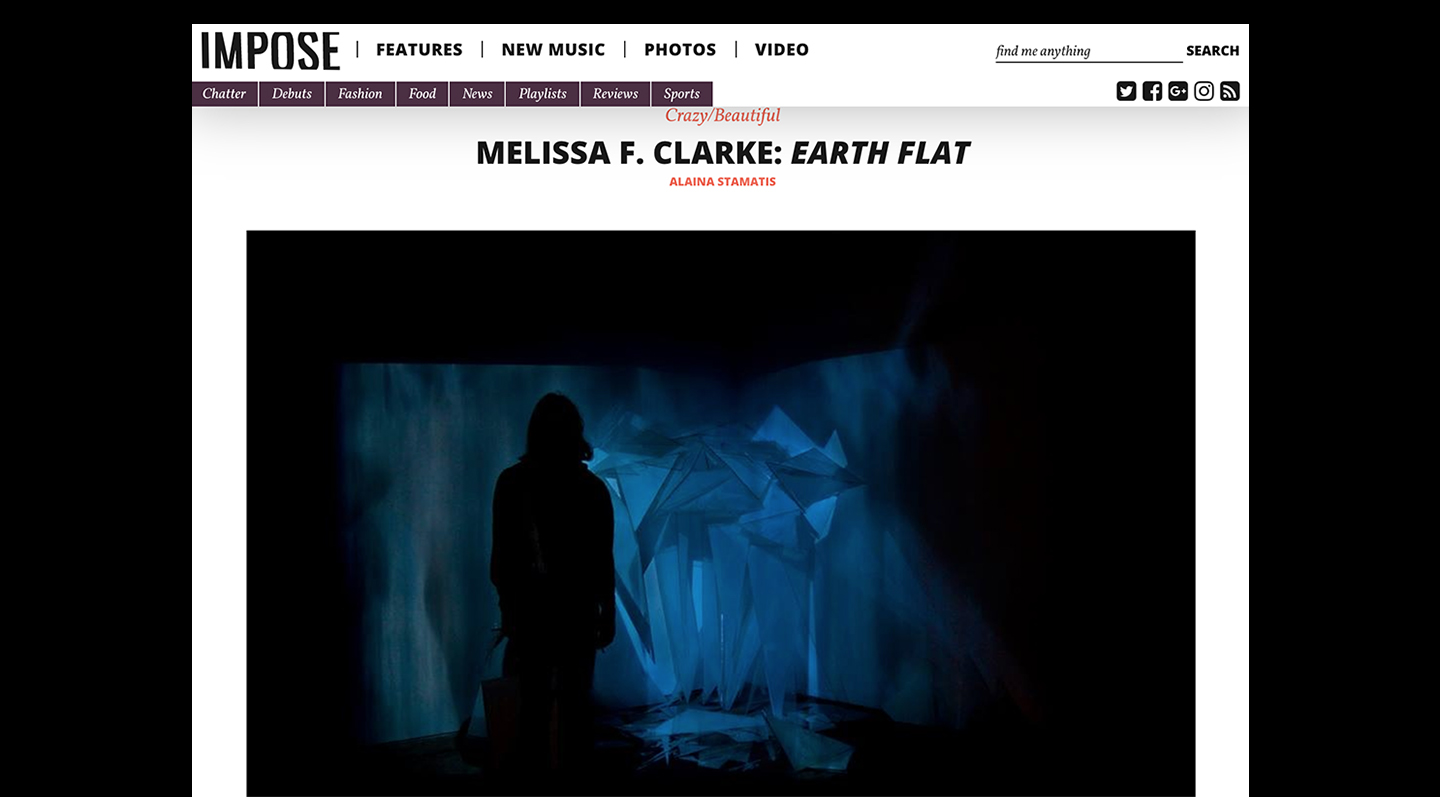 IMPOSE | FEATURES | NEW MUSIC | PHOTOS | VIDEO find me anything SEARCH
Chatter Debuts Fashion Food News Playlists Reviews Sports
Crazy/Beautiful
MELISSA F. CLARKE: EARTH FLAT
ALAINA STAMATIS